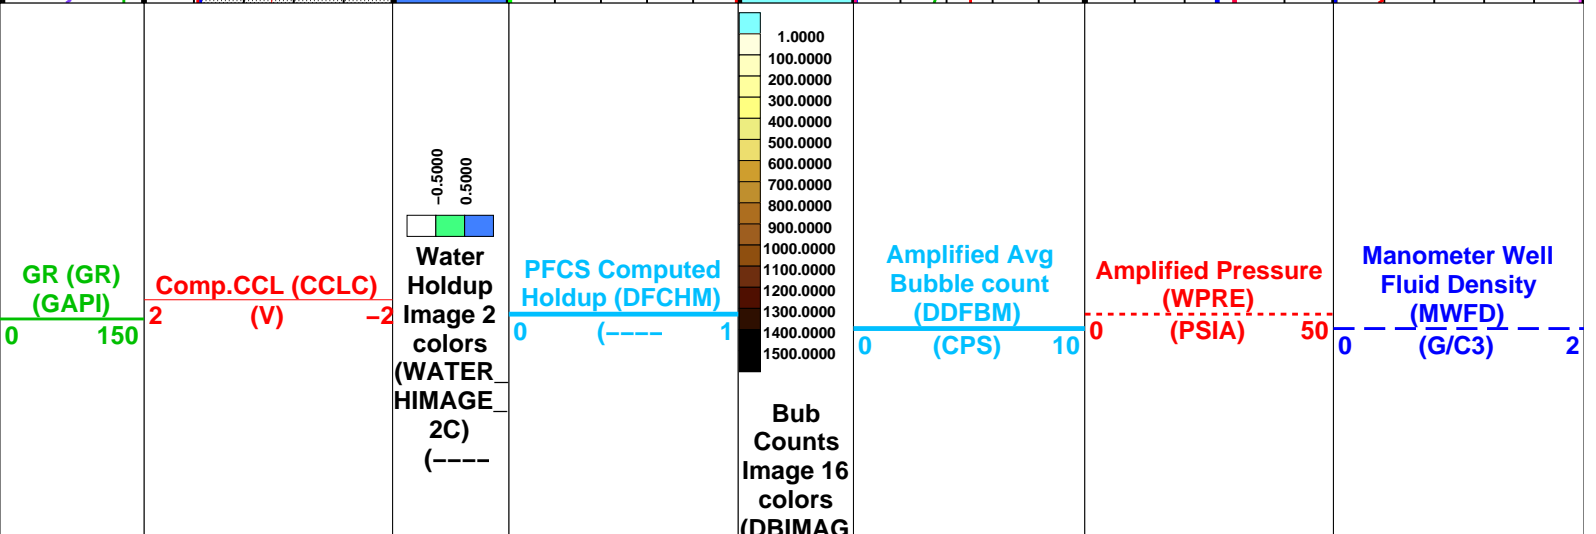 GR (GR)
(GAPI)
0 150
Comp.CCL (CCLC)
2 (V) −2
−0.5000
0.5000
Water
Holdup
Image 2
colors
(WATER_
HIMAGE_
2C)
(−−−−
PFCS Computed
Holdup (DFCHM)
0 (−−−− 1
1.0000
100.0000
200.0000
300.0000
400.0000
500.0000
600.0000
700.0000
800.0000
900.0000
1000.0000
1100.0000
1200.0000
1300.0000
1400.0000
1500.0000
Bub
Counts
Image 16
colors
(DBIMAG
Amplified Avg
Bubble count
(DDFBM)
0 (CPS) 10
Amplified Pressure
(WPRE)
0 (PSIA) 50
Manometer Well
Fluid Density
(MWFD)
0 (G/C3) 2